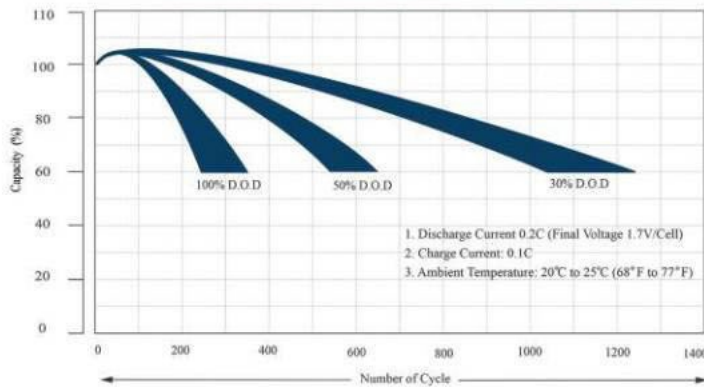 110
100
80
60
40
20
0
Capacity (%)
100% D.O.D
50% D.O.D
30% D.O.D
1. Discharge Current 0.2C (Final Voltage 1.7V/Cell)
2. Charge Current: 0.1C
3. Ambient Temperature: 20℃ to 25℃ (68°F to 77°F)
0 200 400 600 800 1000 1200 1400
Number of Cycle